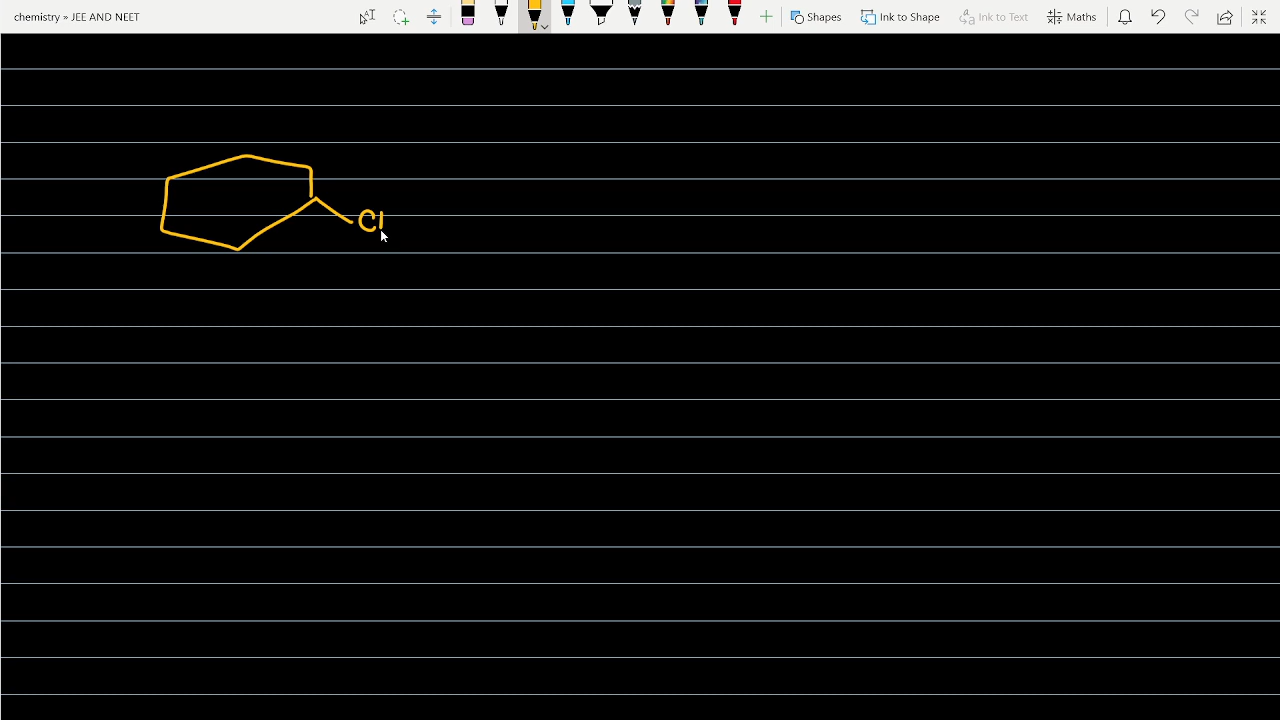 chemistry » JEE AND NEET
Shapes
Ink to Shape
Ink to Text
Maths
Cl